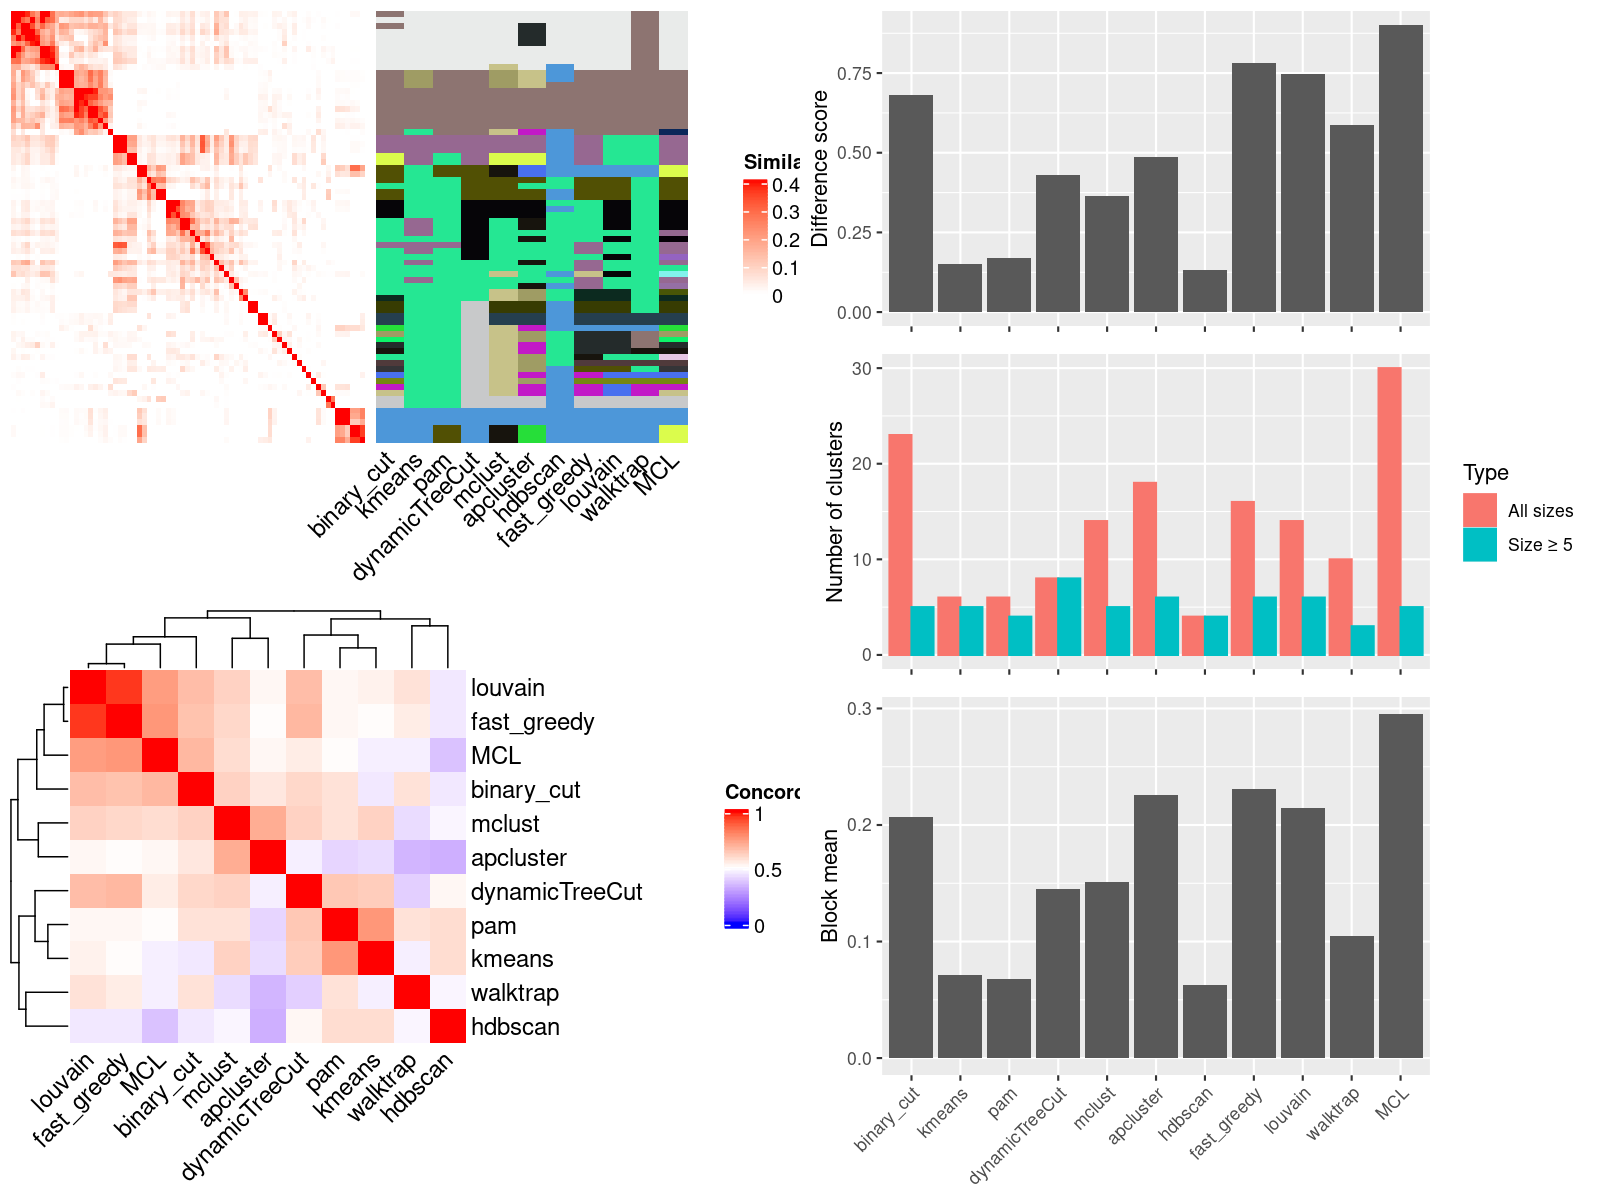 Simila
0.4
0.3
0.2
0.1
0
binary_cut
kmeans
pam
dynamicTreeCut
mclust
apcluster
hdbscan
fast_greedy
louvain
walktrap
MCL
louvain
fast_greedy
MCL
binary_cut
mclust
apcluster
dynamicTreeCut
pam
kmeans
walktrap
hdbscan
louvain
fast_greedy
MCL
binary_cut
mclust
apcluster
dynamicTreeCut
pam
kmeans
walktrap
hdbscan
Concord
1
0.5
0
Difference score
0.75
0.50
0.25
0.00
Number of clusters
30
20
10
0
Type
All sizes
Size ≥ 5
Block mean
0.3
0.2
0.1
0.0
binary_cut
kmeans
pam
dynamicTreeCut
mclust
apcluster
hdbscan
fast_greedy
louvain
walktrap
MCL